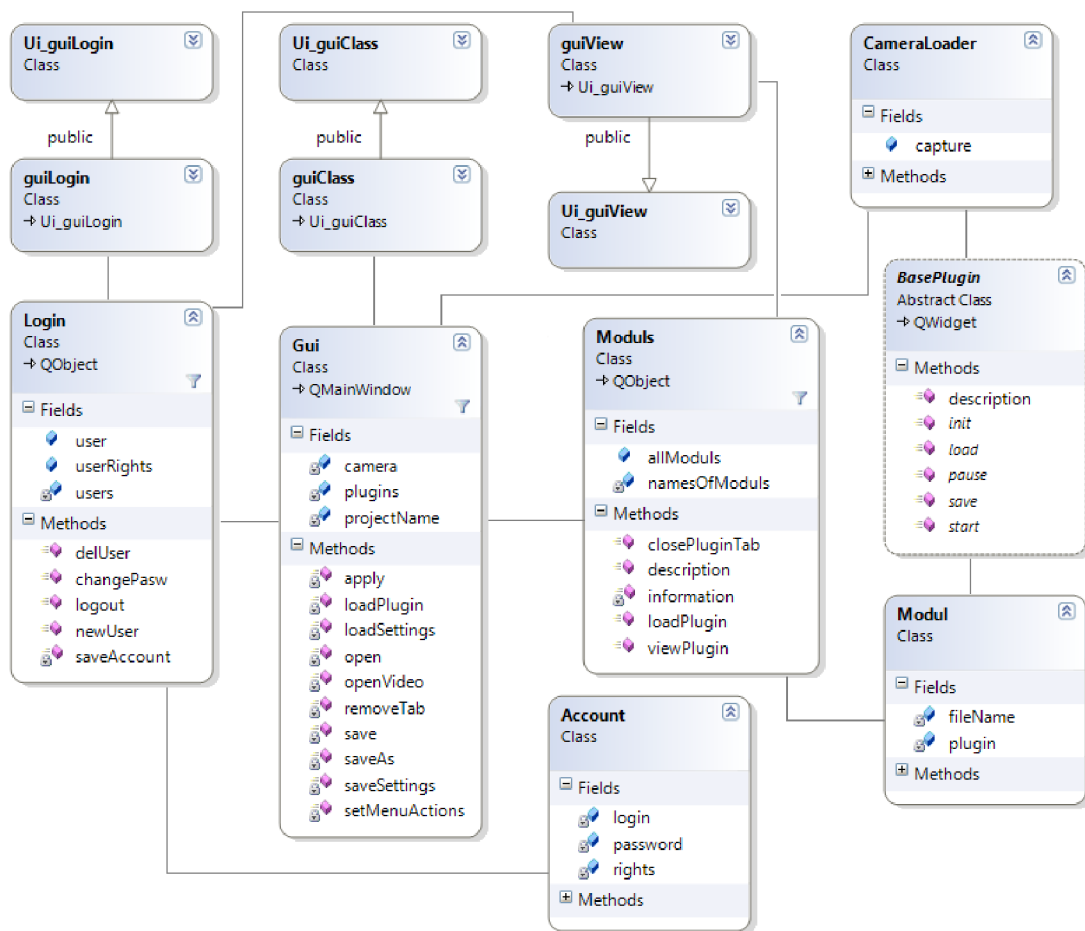 Ui_guiLogin
Class
Ui_guiClass
Class
guiView
Class
Ui_guiView
CameraLoader
Class
Fields
capture
Methods
public
public
public
guiLogin
Class
Ui_guiLogin
guiClass
Class
Ui_guiClass
Ui_guiView
Class
BasePlugin
Abstract Class
QWidget
Methods
description
init
load
pause
save
start
Login
Class
QObject
Fields
user
userRights
users
Methods
delUser
changePasw
logout
newUser
saveAccount
Gui
Class
QMainWindow
Fields
camera
plugins
projectName
Methods
apply
loadPlugin
loadSettings
open
openVideo
removeTab
save
saveAs
saveSettings
setMenuActions
Moduls
Class
QObject
Fields
allModuls
namesOfModuls
Methods
closePluginTab
description
information
loadPlugin
viewPlugin
Modul
Class
Fields
fileName
plugin
Methods
Account
Class
Fields
login
password
rights
Methods